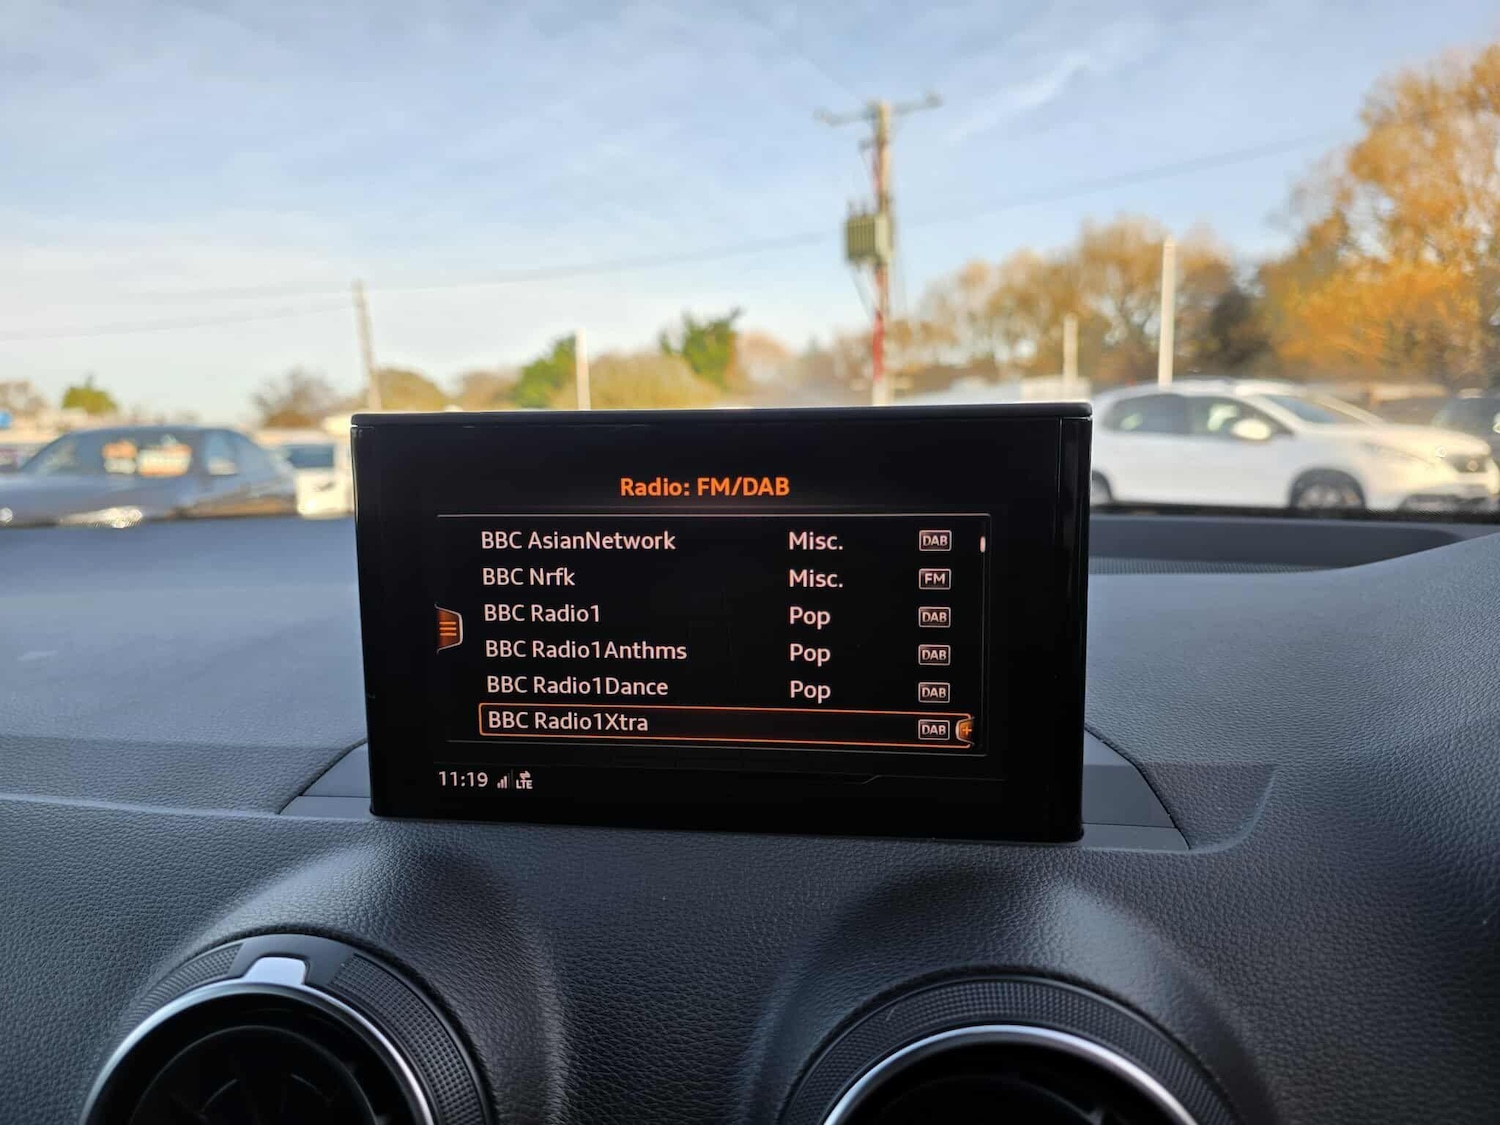 Radio: FM/DAB
BBC AsianNetwork Misc. DAB
BBC Nrfk Misc. FM
BBC Radio1 Pop DAB
BBC Radio1Anthms Pop DAB
BBC Radio1Dance Pop DAB
BBC Radio1Xtra DAB
11:19 LTE